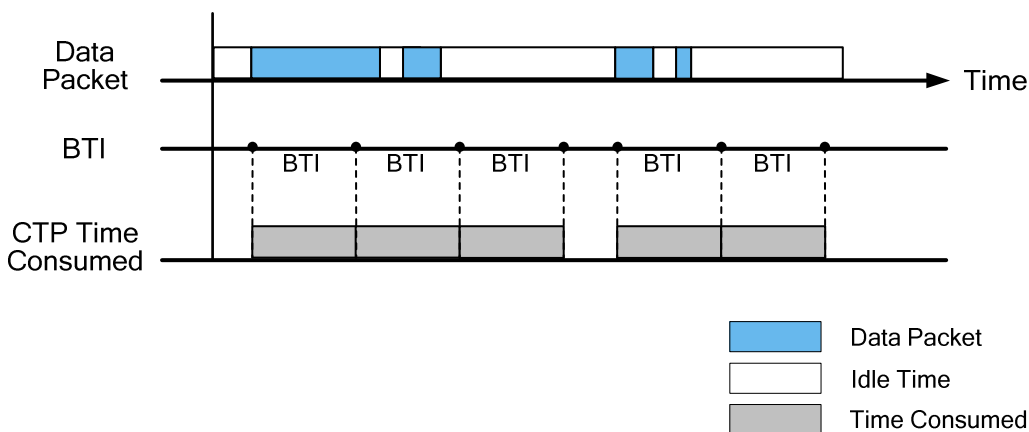 Data
Packet
Time
BTI
BTI
BTI
BTI
BTI
BTI
CTP Time
Consumed
Data Packet
Idle Time
Time Consumed